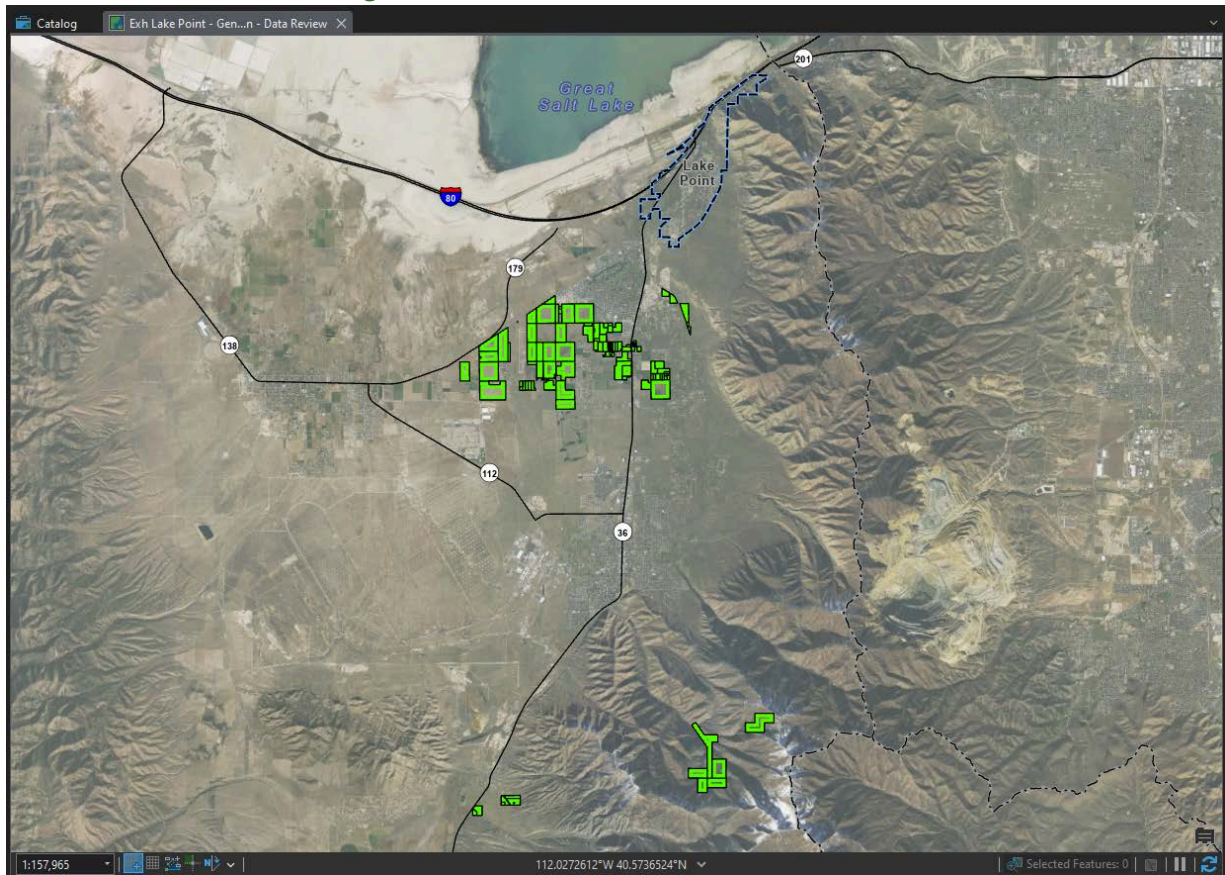 Catalog
Exh Lake Point - Gen...n - Data Review
201
Great
Salt Lake
Lake
Point
80
179
138
112
36
1:157,965
112.0272612°W 40.5736524°N
Selected Features: 0